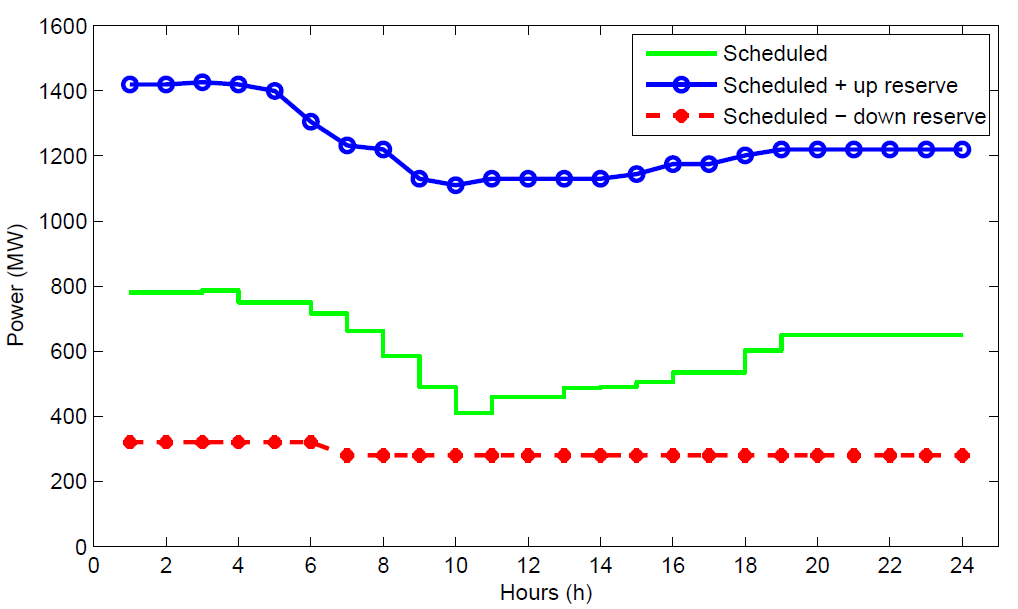 1600
1400
1200
1000
800
600
400
200
0
Power (MW)
Scheduled
Scheduled + up reserve
Scheduled − down reserve
0 2 4 6 8 10 12 14 16 18 20 22 24
Hours (h)